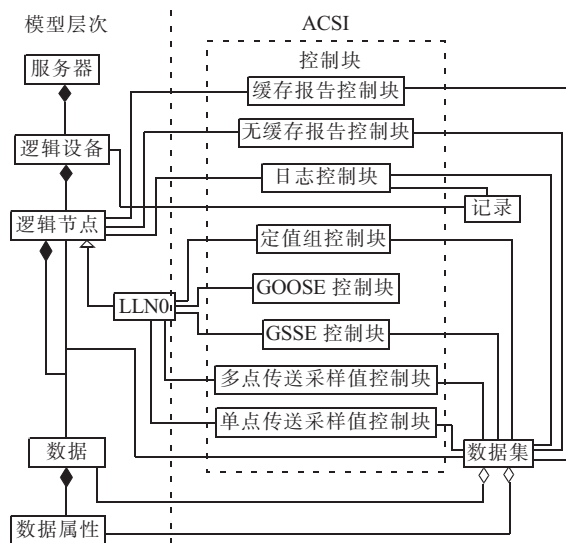 模型层次
ACSI
控制块
服务器
缓存报告控制块
无缓存报告控制块
逻辑设备
日志控制块
记录
逻辑节点
定值组控制块
GOOSE 控制块
LLN0
GSSE 控制块
多点传送采样值控制块
单点传送采样值控制块
数据
数据集
数据属性